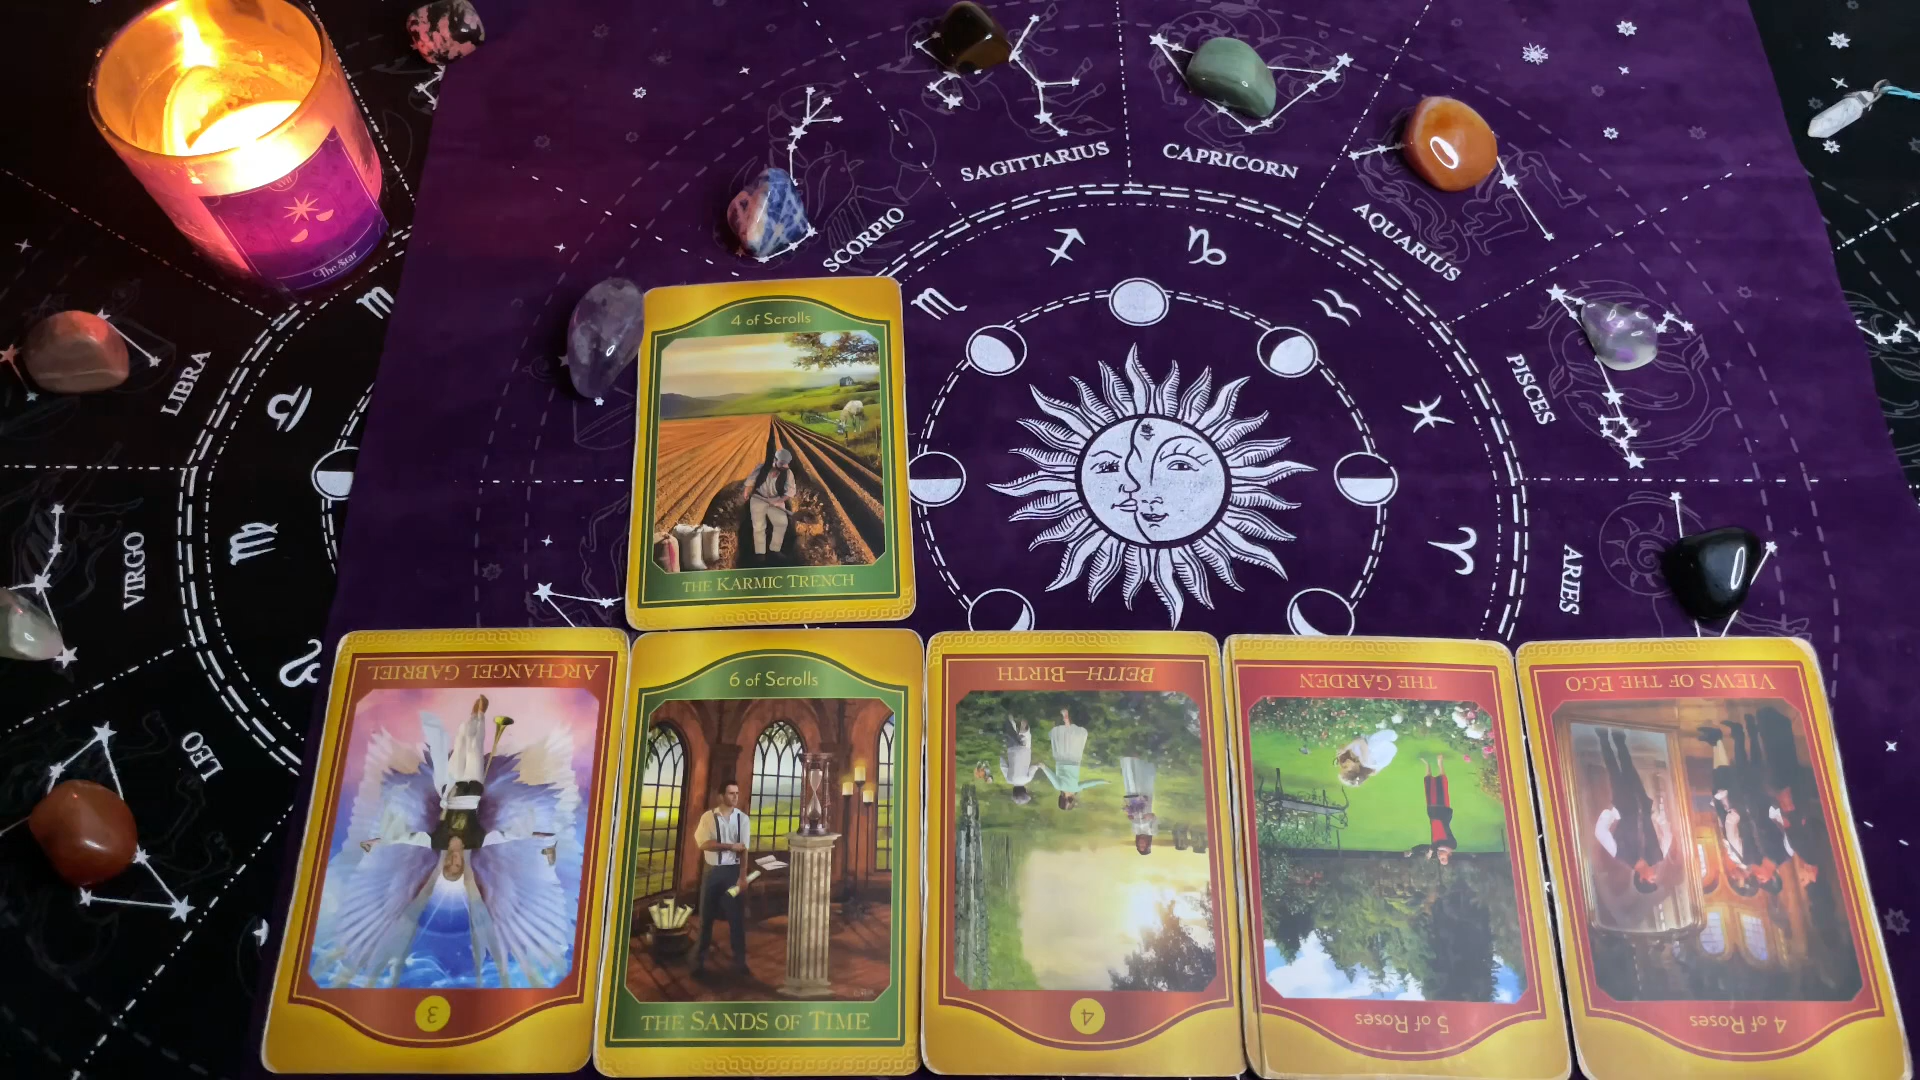 XVII
The Star
SAGITTARIUS
CAPRICORN
SCORPIO
AQUARIUS
LIBRA
PISCES
VIRGO
ARIES
LEO
4 of Scrolls
THE KARMIC TRENCH
ARCHANGEL GABRIEL
3
6 of Scrolls
THE SANDS OF TIME
BEITH—BIRTH
4
THE GARDEN
5 of Roses
VIEWS OF THE EGO
4 of Roses